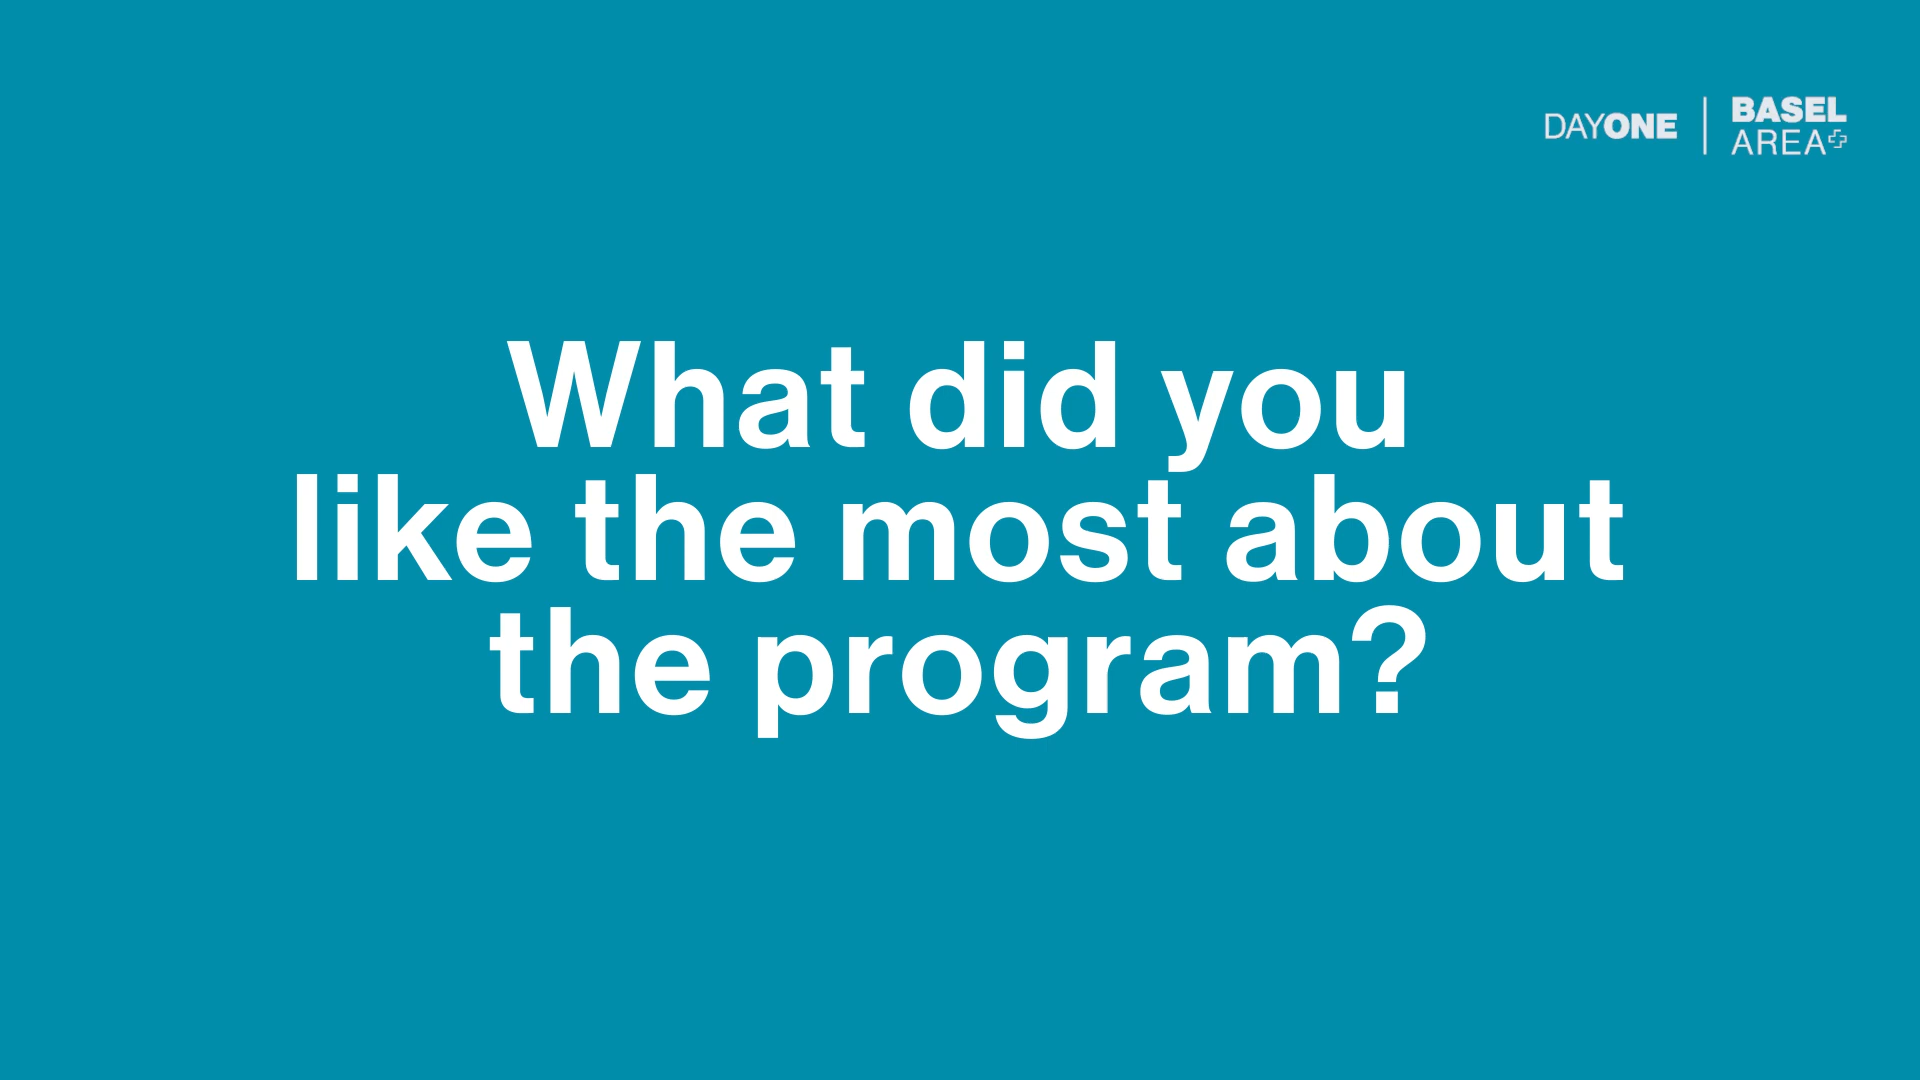 DAYONE
BASEL
AREA
What did you
like the most about
the program?